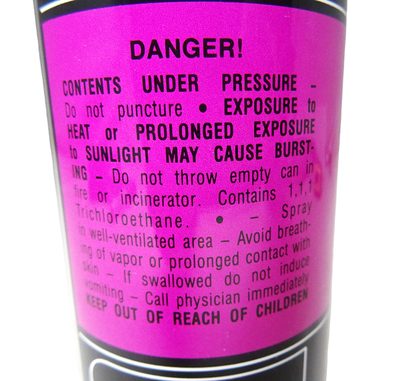 DANGER!
CONTENTS UNDER PRESSURE –
Do not puncture • EXPOSURE to
HEAT or PROLONGED EXPOSURE
to SUNLIGHT MAY CAUSE BURST-
ING – Do not throw empty can in
fire or incinerator. Contains 1,1,1
Trichloroethane. • – Spray
in well-ventilated area – Avoid breath-
ing of vapor or prolonged contact with
skin – If swallowed do not induce
vomiting – Call physician immediately
KEEP OUT OF REACH OF CHILDREN